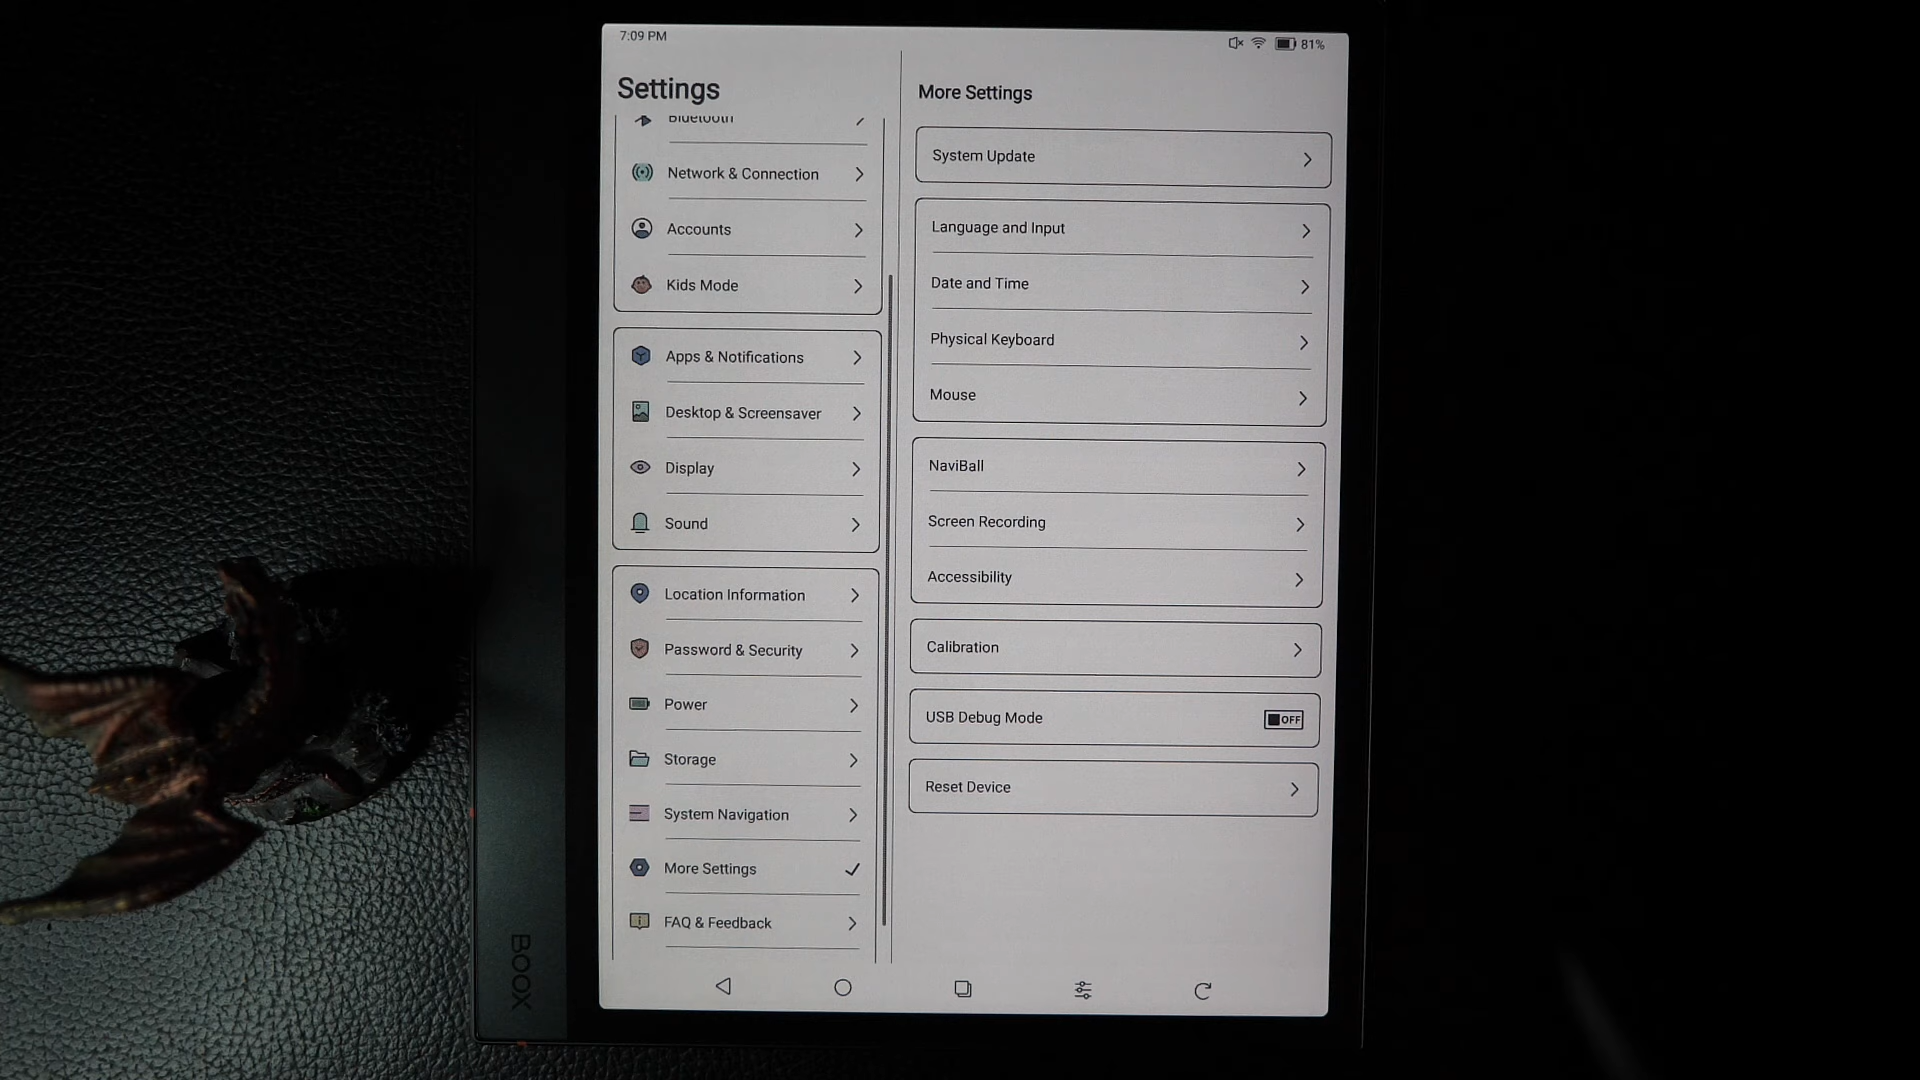 7:09 PM
81%
Settings
Bluetooth
Network & Connection
Accounts
Kids Mode
Apps & Notifications
Desktop & Screensaver
Display
Sound
Location Information
Password & Security
Power
Storage
System Navigation
More Settings
FAQ & Feedback
More Settings
System Update
Language and Input
Date and Time
Physical Keyboard
Mouse
NaviBall
Screen Recording
Accessibility
Calibration
USB Debug Mode
OFF
Reset Device
BOOX